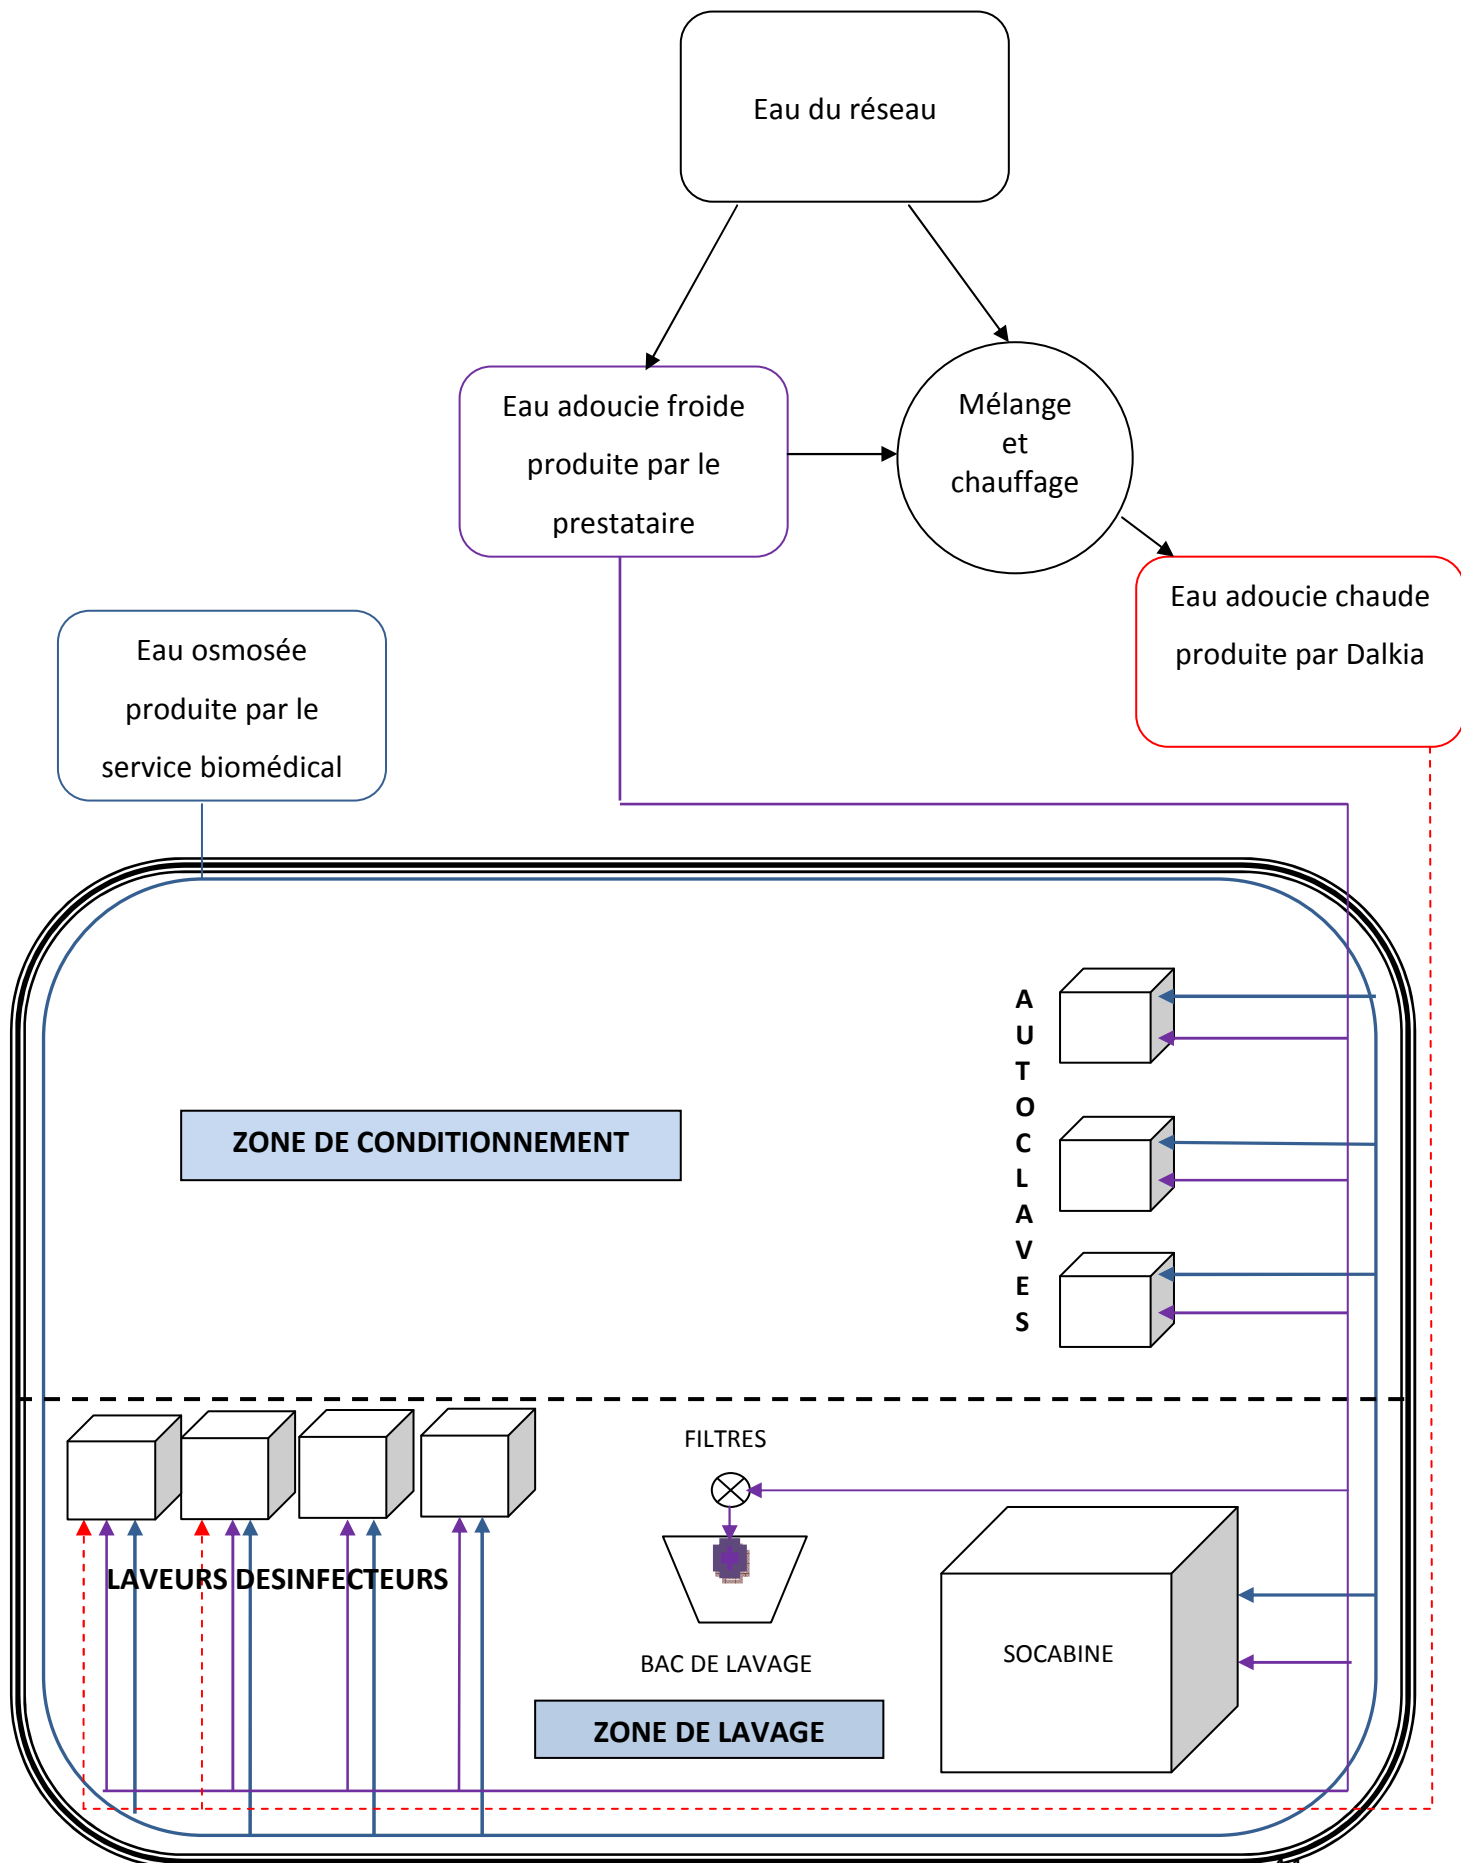 Eau du réseau
Eau adoucie froide
produite par le
prestataire
Mélange
et
chauffage
Eau adoucie chaude
produite par Dalkia
Eau osmosée
produite par le
service biomédical
A
U
T
O
C
L
A
V
E
S
ZONE DE CONDITIONNEMENT
FILTRES
LAVEURS DESINFECTEURS
BAC DE LAVAGE
SOCABINE
ZONE DE LAVAGE